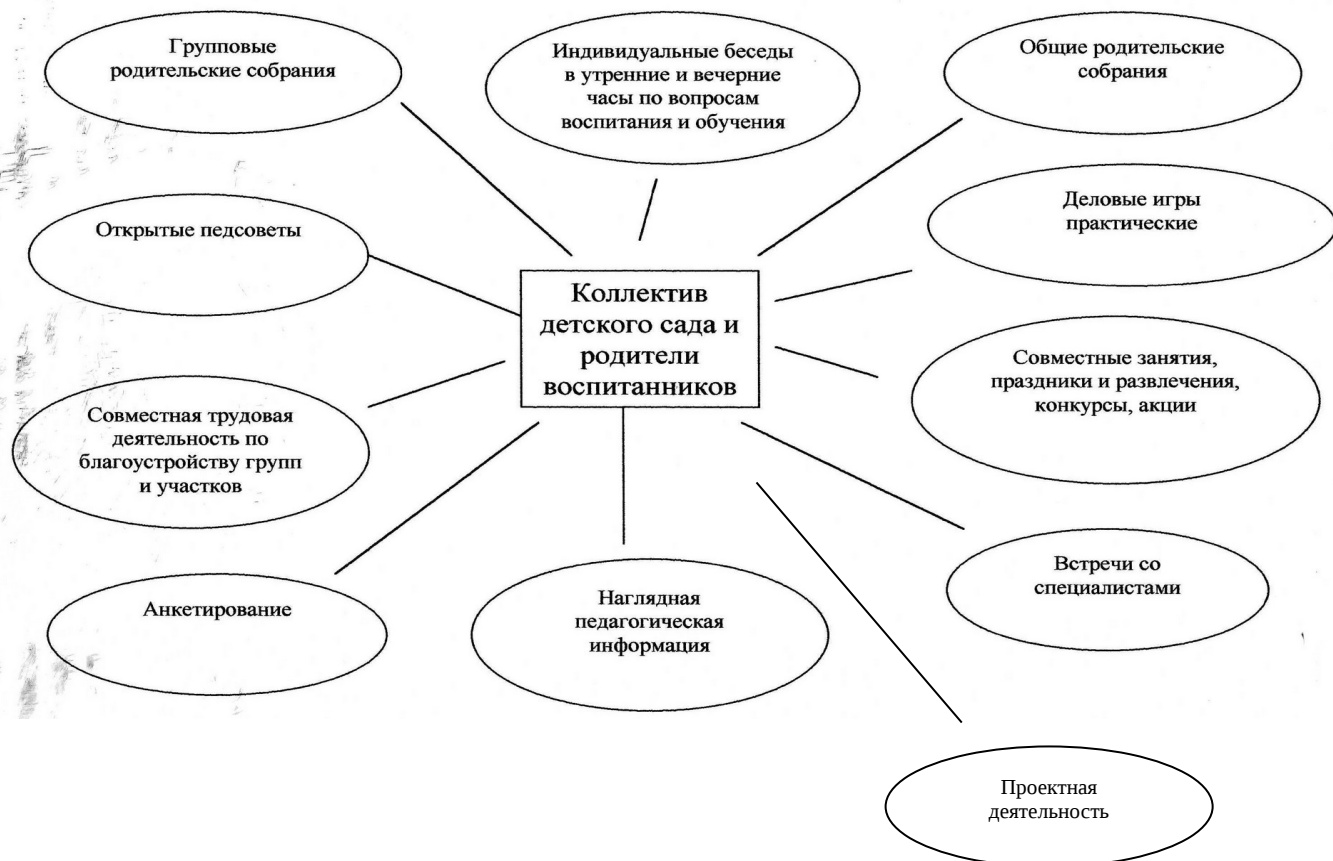 Групповые
родительские собрания
Индивидуальные беседы
в утренние и вечерние
часы по вопросам
воспитания и обучения
Общие родительские
собрания
Открытые педсоветы
Деловые игры
практические
Коллектив
детского сада и
родители
воспитанников
Совместные занятия,
праздники и развлечения,
конкурсы, акции
Совместная трудовая
деятельность по
благоустройству групп
и участков
Встречи со
специалистами
Анкетирование
Наглядная
педагогическая
информация
Проектная
деятельность